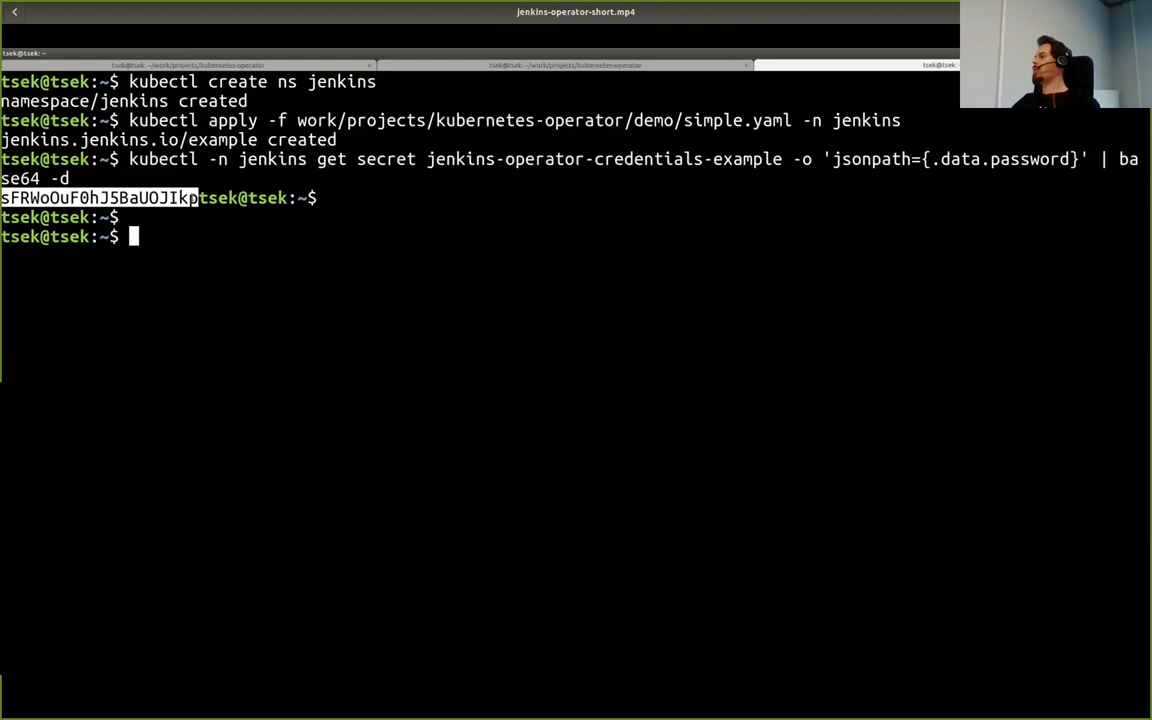 jenkins-operator-short.mp4
tsek@tsek: ~
tsek@tsek: ~/work/projects/kubernetes-operator
tsek@tsek: ~/work/projects/kubernetes-operator
tsek@tsek:
tsek@tsek:~$ kubectl create ns jenkins
namespace/jenkins created
tsek@tsek:~$ kubectl apply -f work/projects/kubernetes-operator/demo/simple.yaml -n jenkins
jenkins.jenkins.io/example created
tsek@tsek:~$ kubectl -n jenkins get secret jenkins-operator-credentials-example -o 'jsonpath={.data.password}' | ba
se64 -d
sFRWoOuF0hJ5BaUOJIkptsek@tsek:~$
tsek@tsek:~$
tsek@tsek:~$